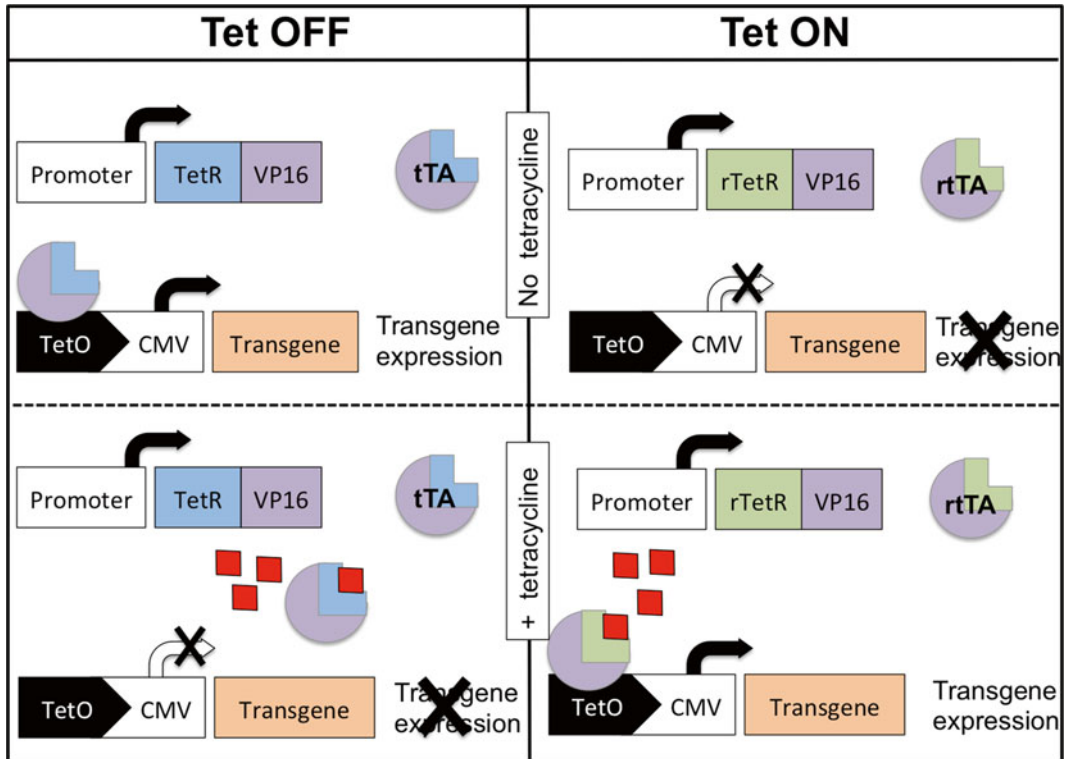 Tet OFF
Tet ON
Promoter
TetR
VP16
tTA
TetO
CMV
Transgene
Transgene
expression
No tetracycline
Promoter
rTetR
VP16
rtTA
TetO
CMV
Transgene
Transgene
expression
Promoter
TetR
VP16
tTA
TetO
CMV
Transgene
Transgene
expression
+ tetracycline
Promoter
rTetR
VP16
rtTA
TetO
CMV
Transgene
Transgene
expression